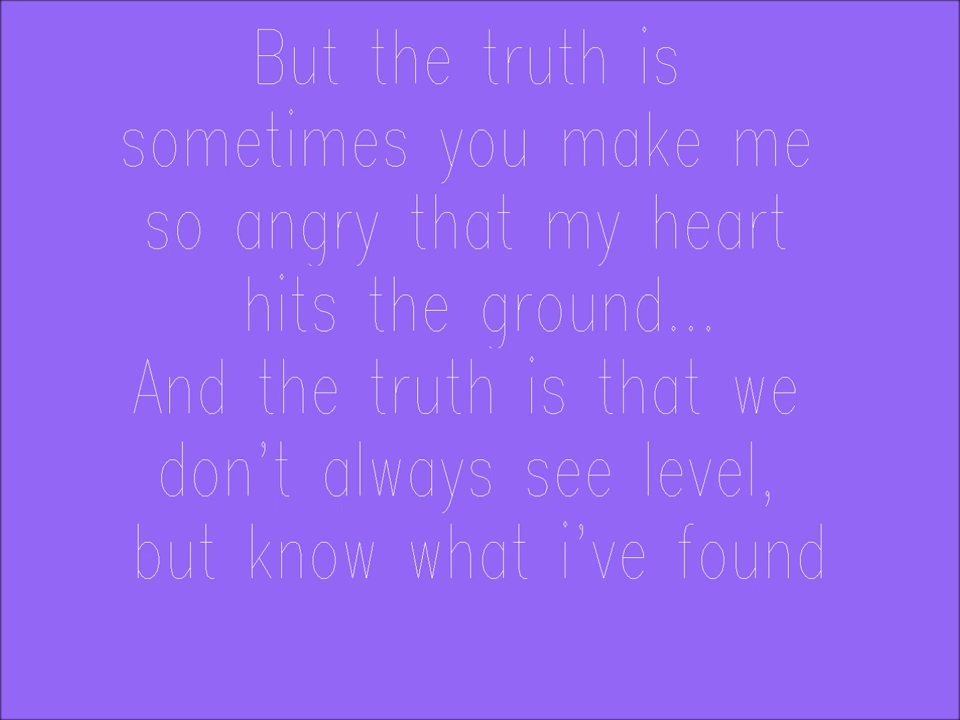 But the truth is
sometimes you make me
so angry that my heart
hits the ground...
And the truth is that we
don't always see level,
but know what i've found